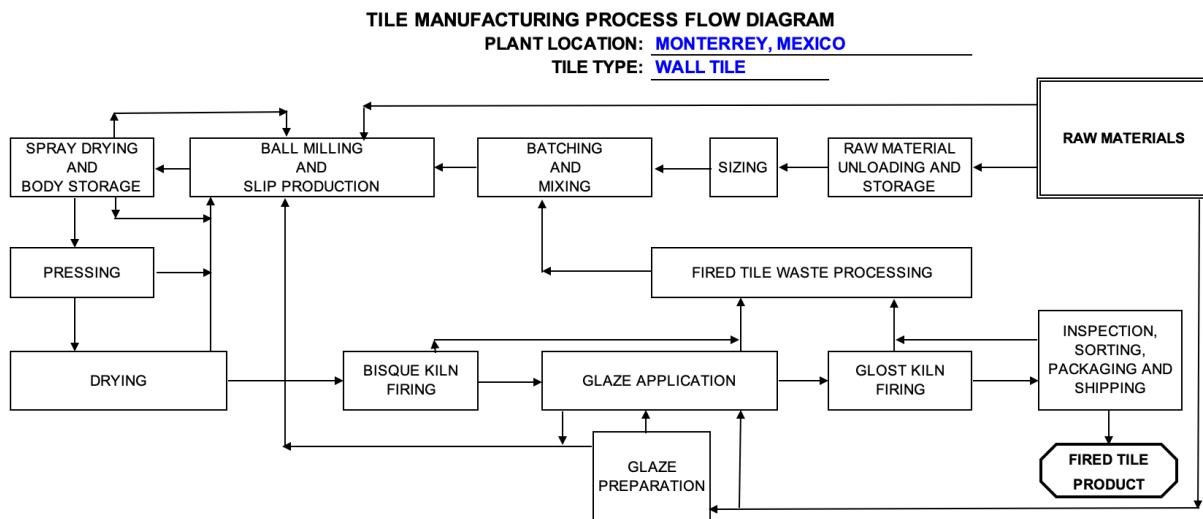 TILE MANUFACTURING PROCESS FLOW DIAGRAM
PLANT LOCATION: MONTERREY, MEXICO
TILE TYPE: WALL TILE
RAW MATERIALS
SPRAY DRYING
AND
BODY STORAGE
BALL MILLING
AND
SLIP PRODUCTION
BATCHING
AND
MIXING
SIZING
RAW MATERIAL
UNLOADING AND
STORAGE
PRESSING
FIRED TILE WASTE PROCESSING
DRYING
BISQUE KILN
FIRING
GLAZE APPLICATION
GLOST KILN
FIRING
INSPECTION,
SORTING,
PACKAGING AND
SHIPPING
GLAZE
PREPARATION
FIRED TILE
PRODUCT